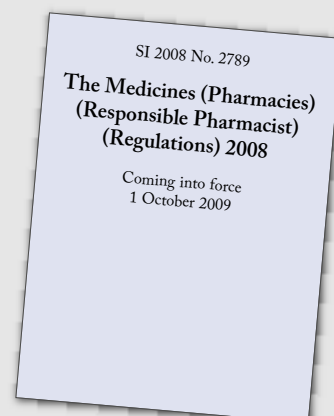 SI 2008 No. 2789
The Medicines (Pharmacies)
(Responsible Pharmacist)
(Regulations) 2008
Coming into force
1 October 2009